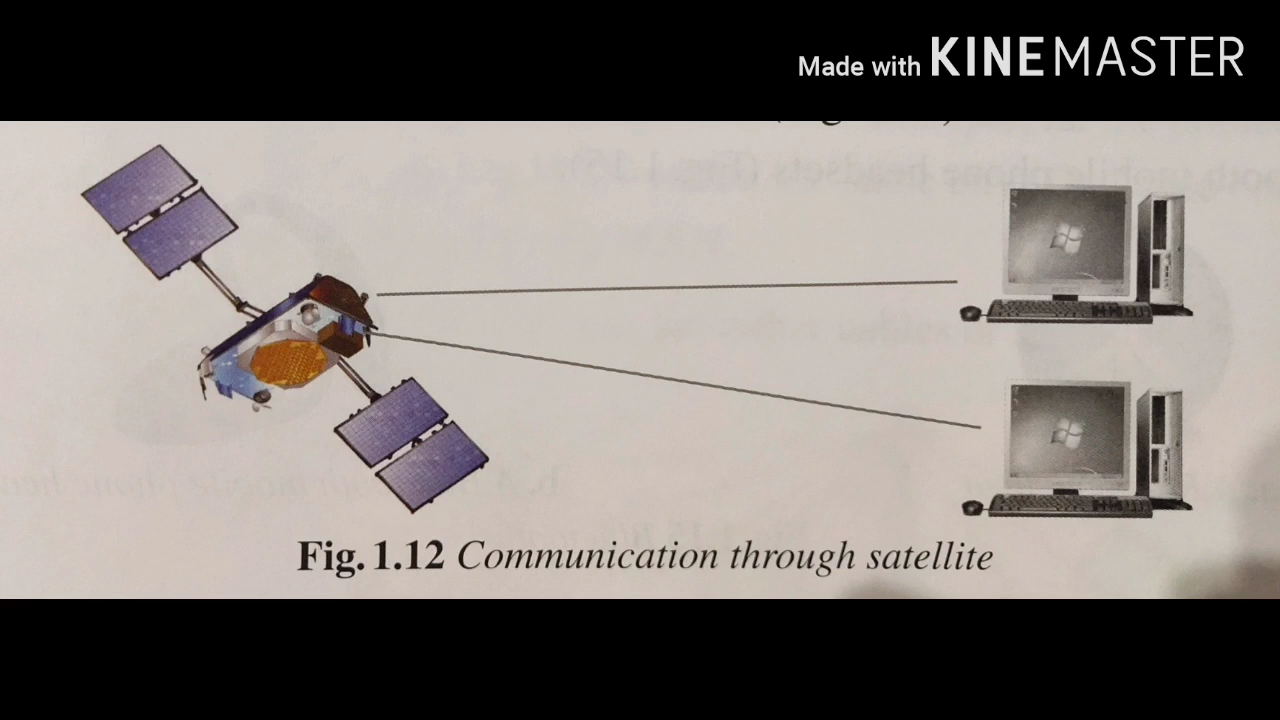 Made with KINEMASTER
Fig. 1.12 Communication through satellite